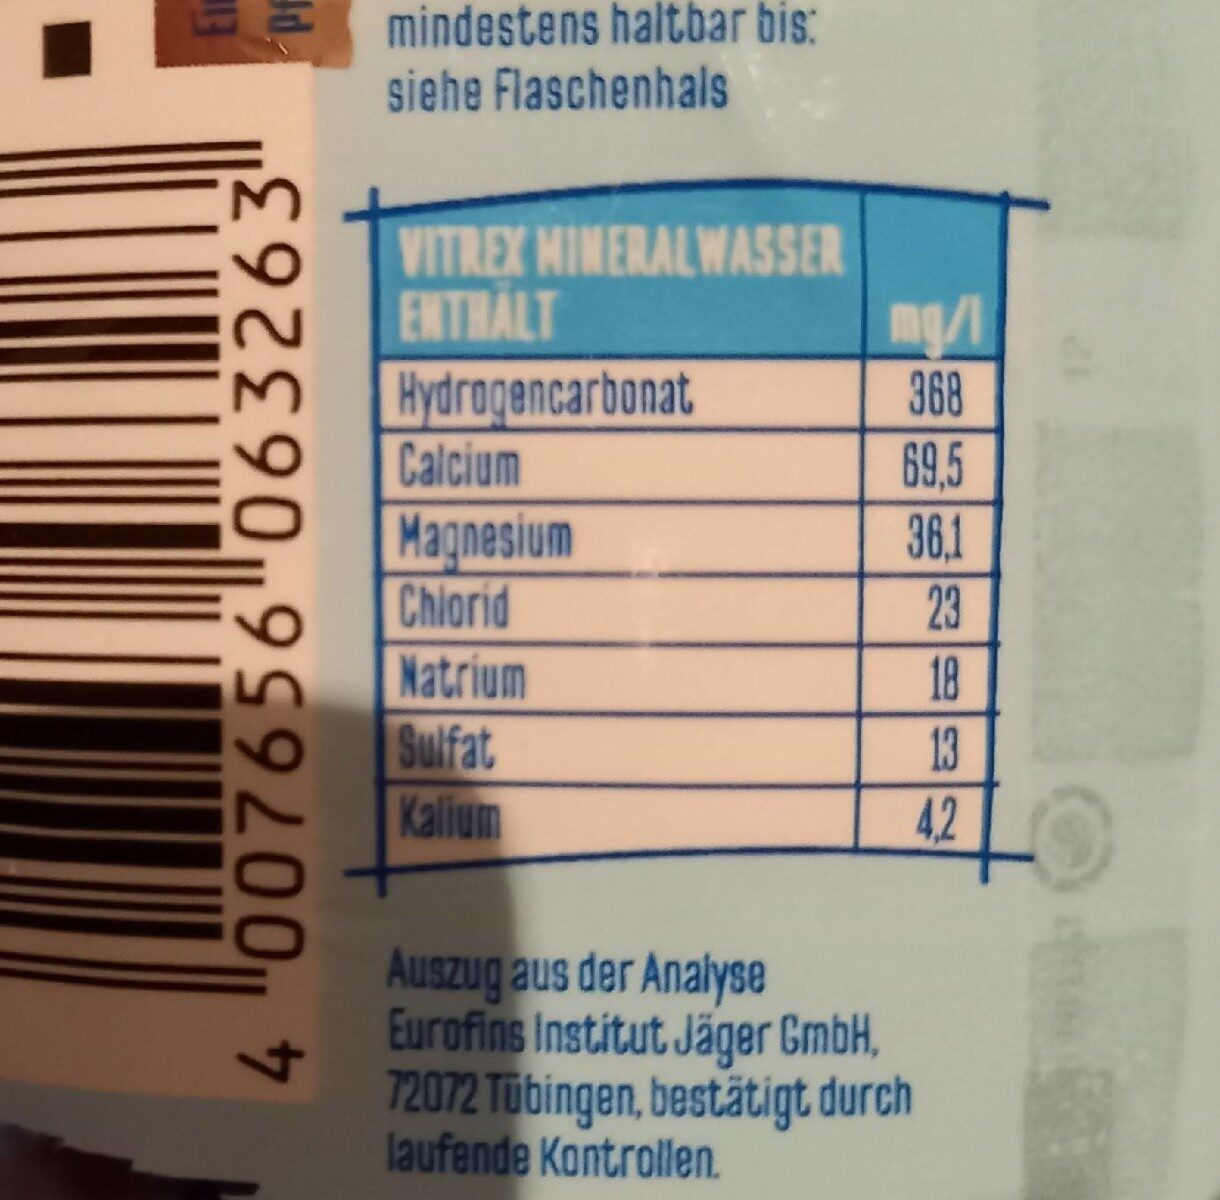 mindestens haltbar bis:
siehe Flaschenhals
VITREX MINERALWASSER
ENTHÄLT
mg/l
Hydrogencarbonat 368
Calcium 69,5
Magnesium 36,1
Chlorid 23
Natrium 18
Sulfat 13
Kalium 4,2
Auszug aus der Analyse
Eurofins Institut Jäger GmbH,
72072 Tübingen, bestätigt durch
laufende Kontrollen.
4 007656 063263